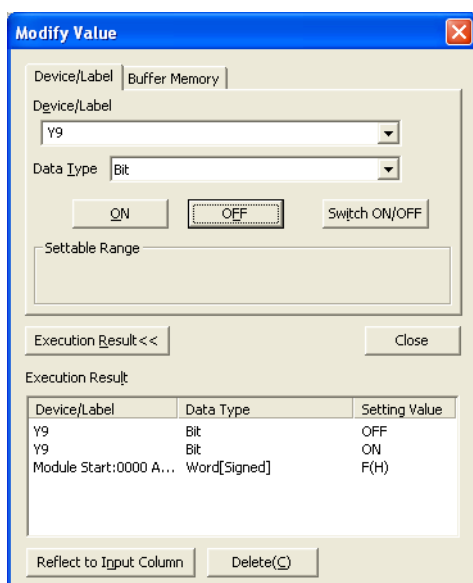 Modify Value
Device/Label Buffer Memory
Device/Label
Y9
Data Type Bit
ON OFF Switch ON/OFF
Settable Range
Execution Result<< Close
Execution Result
Device/Label Data Type Setting Value
Y9 Bit OFF
Y9 Bit ON
Module Start:0000 A... Word[Signed] F(H)
Reflect to Input Column Delete(C)